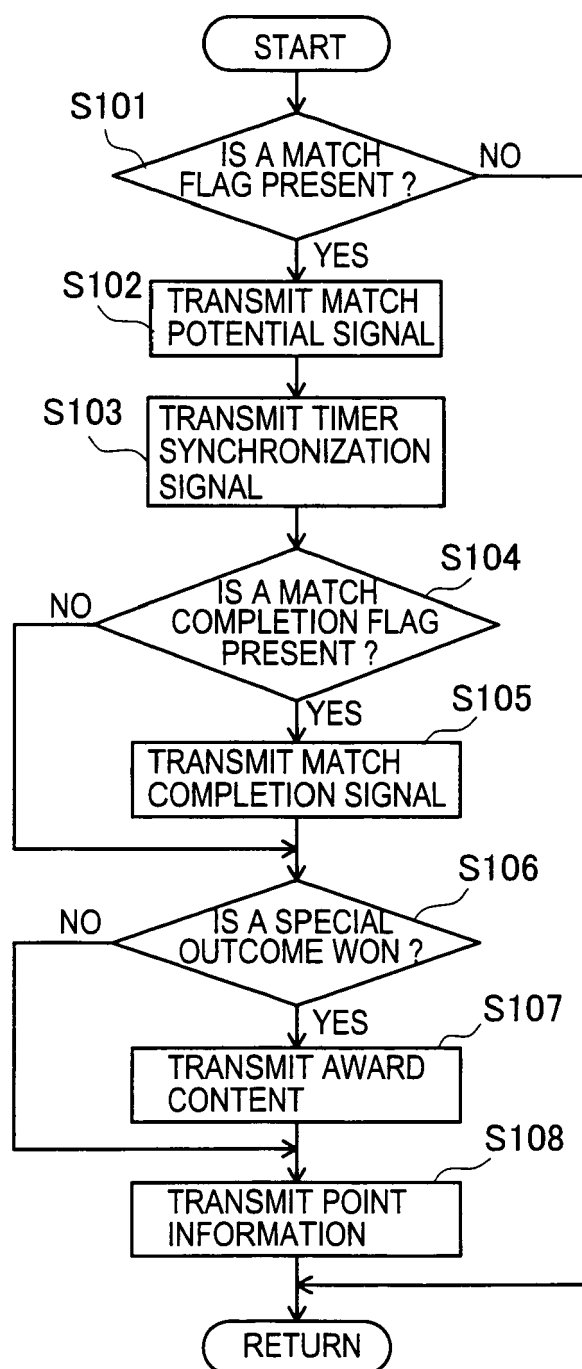 START
S101
IS A MATCH
FLAG PRESENT ?
NO
YES
S102
TRANSMIT MATCH
POTENTIAL SIGNAL
S103
TRANSMIT TIMER
SYNCHRONIZATION
SIGNAL
S104
NO
IS A MATCH
COMPLETION FLAG
PRESENT ?
YES
S105
TRANSMIT MATCH
COMPLETION SIGNAL
S106
NO
IS A SPECIAL
OUTCOME WON ?
YES
S107
TRANSMIT AWARD
CONTENT
S108
TRANSMIT POINT
INFORMATION
RETURN